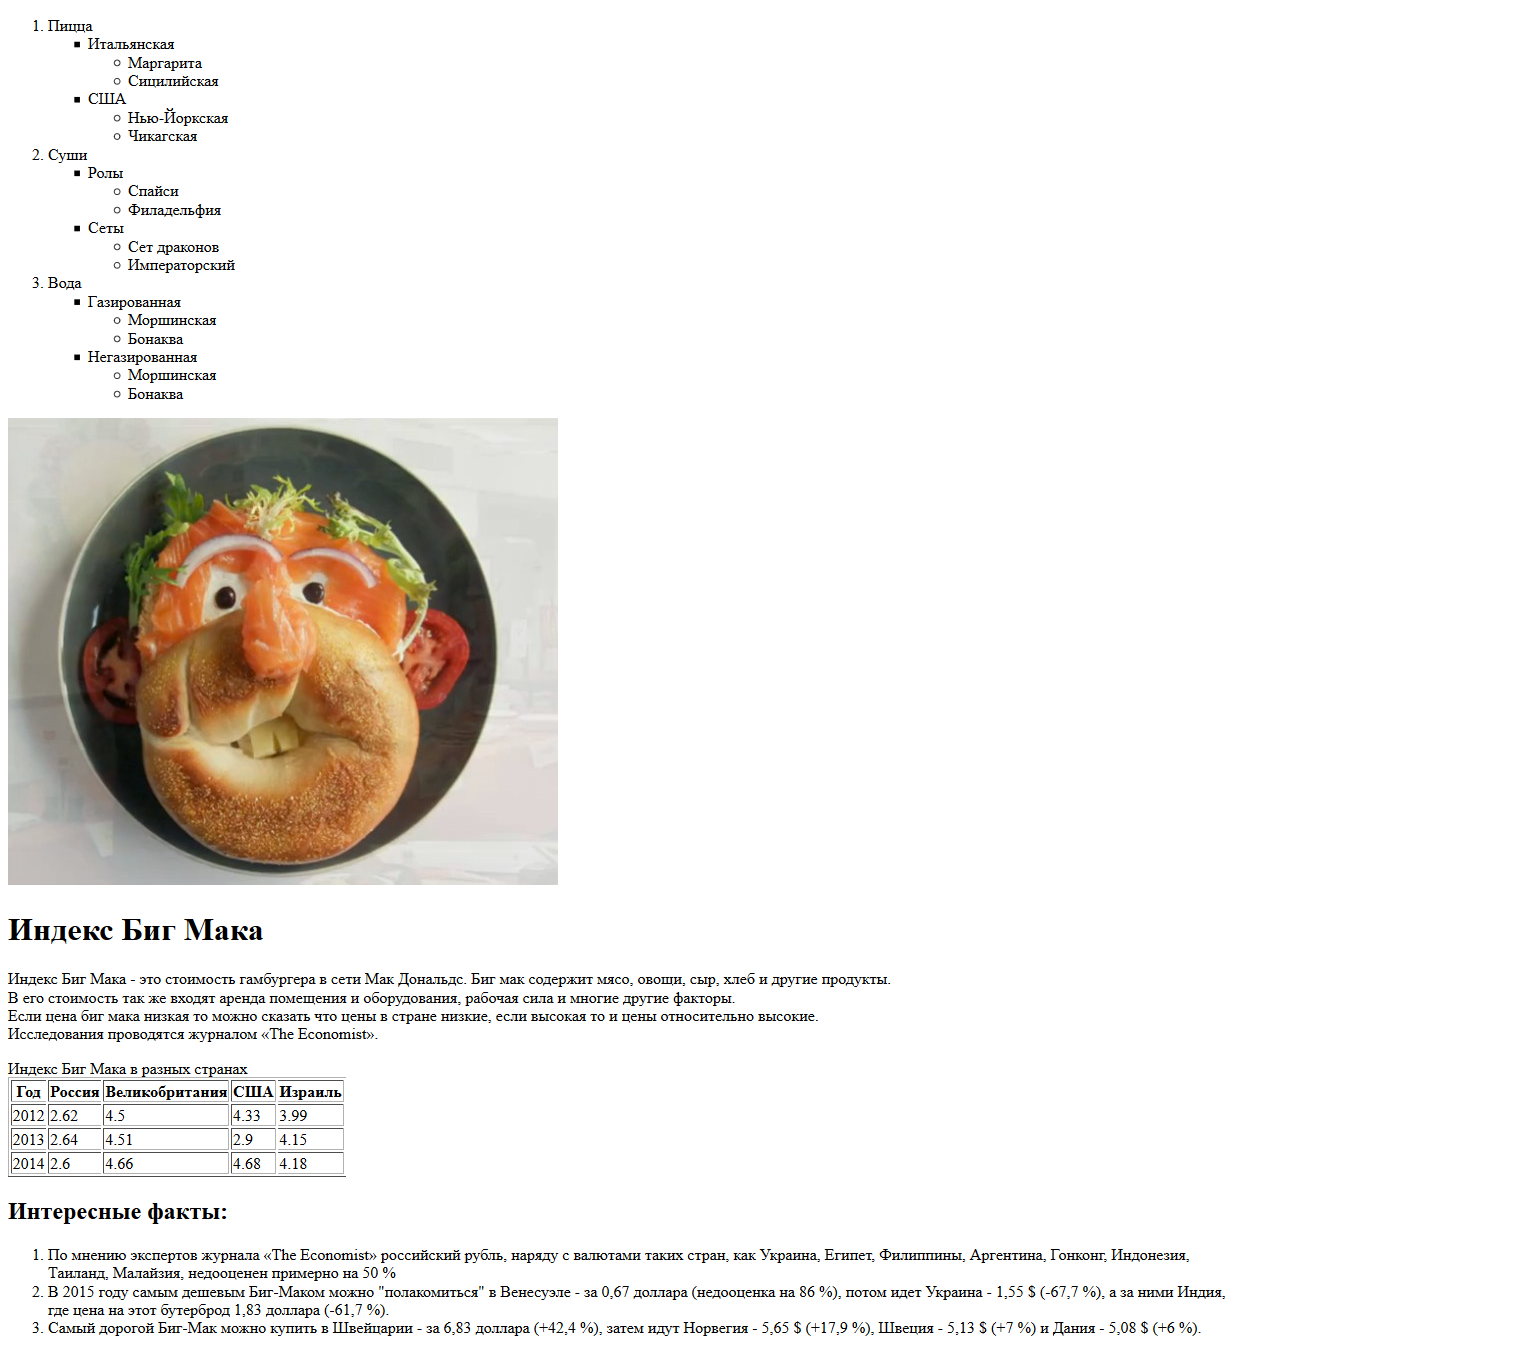 1. Пицца
Итальянская
Маргарита
Сицилийская
США
Нью-Йоркская
Чикагская
2. Суши
Ролы
Спайси
Филадельфия
Сеты
Сет драконов
Императорский
3. Вода
Газированная
Моршинская
Бонаква
Негазированная
Моршинская
Бонаква
Индекс Биг Мака
Индекс Биг Мака - это стоимость гамбургера в сети Мак Дональдс. Биг мак содержит мясо, овощи, сыр, хлеб и другие продукты.
В его стоимость так же входят аренда помещения и оборудования, рабочая сила и многие другие факторы.
Если цена биг мака низкая то можно сказать что цены в стране низкие, если высокая то и цены относительно высокие.
Исследования проводятся журналом «The Economist».
Индекс Биг Мака в разных странах
Год Россия Великобритания США Израиль
2012 2.62 4.5 4.33 3.99
2013 2.64 4.51 2.9 4.15
2014 2.6 4.66 4.68 4.18
Интересные факты:
1. По мнению экспертов журнала «The Economist» российский рубль, наряду с валютами таких стран, как Украина, Египет, Филиппины, Аргентина, Гонконг, Индонезия,
Таиланд, Малайзия, недооценен примерно на 50 %
2. В 2015 году самым дешевым Биг-Маком можно "полакомиться" в Венесуэле - за 0,67 доллара (недооценка на 86 %), потом идет Украина - 1,55 $ (-67,7 %), а за ними Индия,
где цена на этот бутерброд 1,83 доллара (-61,7 %).
3. Самый дорогой Биг-Мак можно купить в Швейцарии - за 6,83 доллара (+42,4 %), затем идут Норвегия - 5,65 $ (+17,9 %), Швеция - 5,13 $ (+7 %) и Дания - 5,08 $ (+6 %).